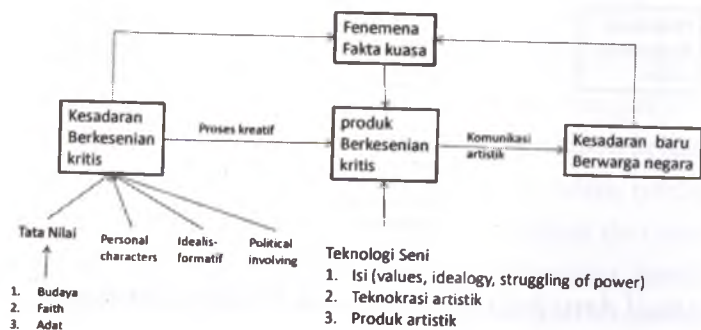 Fenemena
Fakta kuasa
Kesadaran
Berkesenian
kritis
Proses kreatif
produk
Berkesenian
kritis
Komunikasi
artistik
Kesadaran baru
Berwarga negara
Tata Nilai
Personal
characters
Idealis-
formatif
Political
involving
1. Budaya
2. Faith
3. Adat
Teknologi Seni
1. Isi (values, idealogy, struggling of power)
2. Teknokrasi artistik
3. Produk artistik